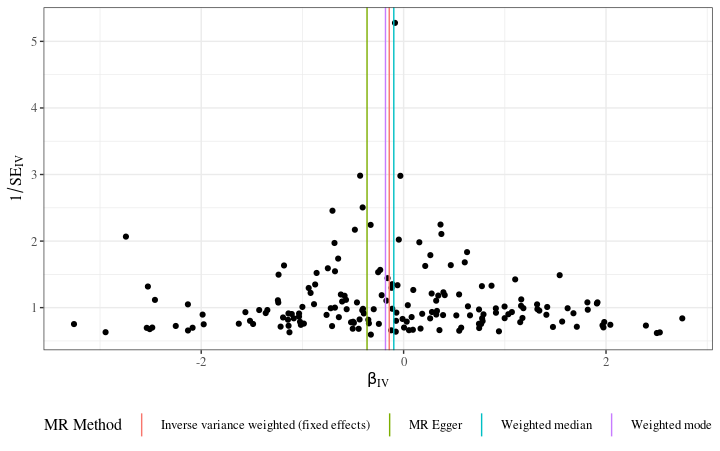 5
4
3
2
1
1/SE_IV
-2 0 2
β_IV
MR Method Inverse variance weighted (fixed effects) MR Egger Weighted median Weighted mode